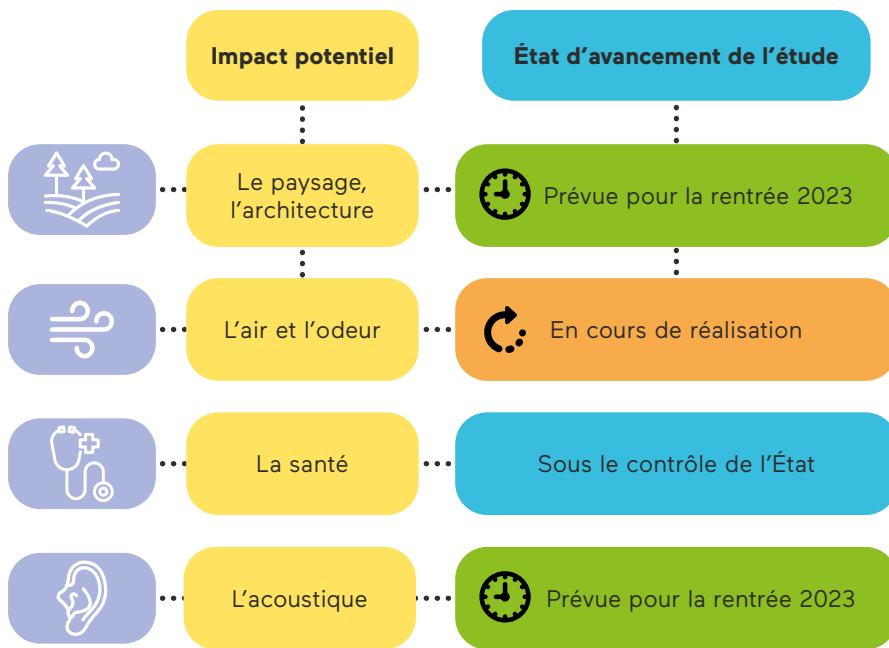 Impact potentiel
État d’avancement de l’étude
Le paysage,
l’architecture
Prévue pour la rentrée 2023
L’air et l’odeur
En cours de réalisation
La santé
Sous le contrôle de l’État
L’acoustique
Prévue pour la rentrée 2023